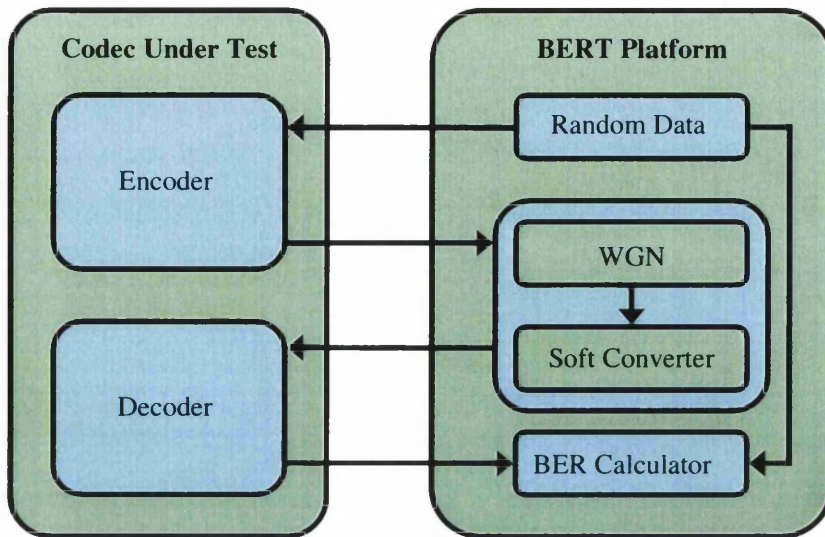 Codec Under Test
Encoder
Decoder
BERT Platform
Random Data
WGN
Soft Converter
BER Calculator